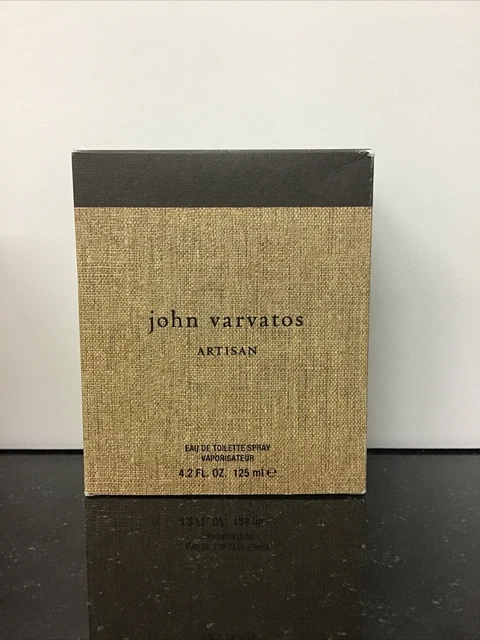 john varvatos
ARTISAN
EAU DE TOILETTE SPRAY
VAPORISATEUR
4.2 FL. OZ. 125 ml ℮